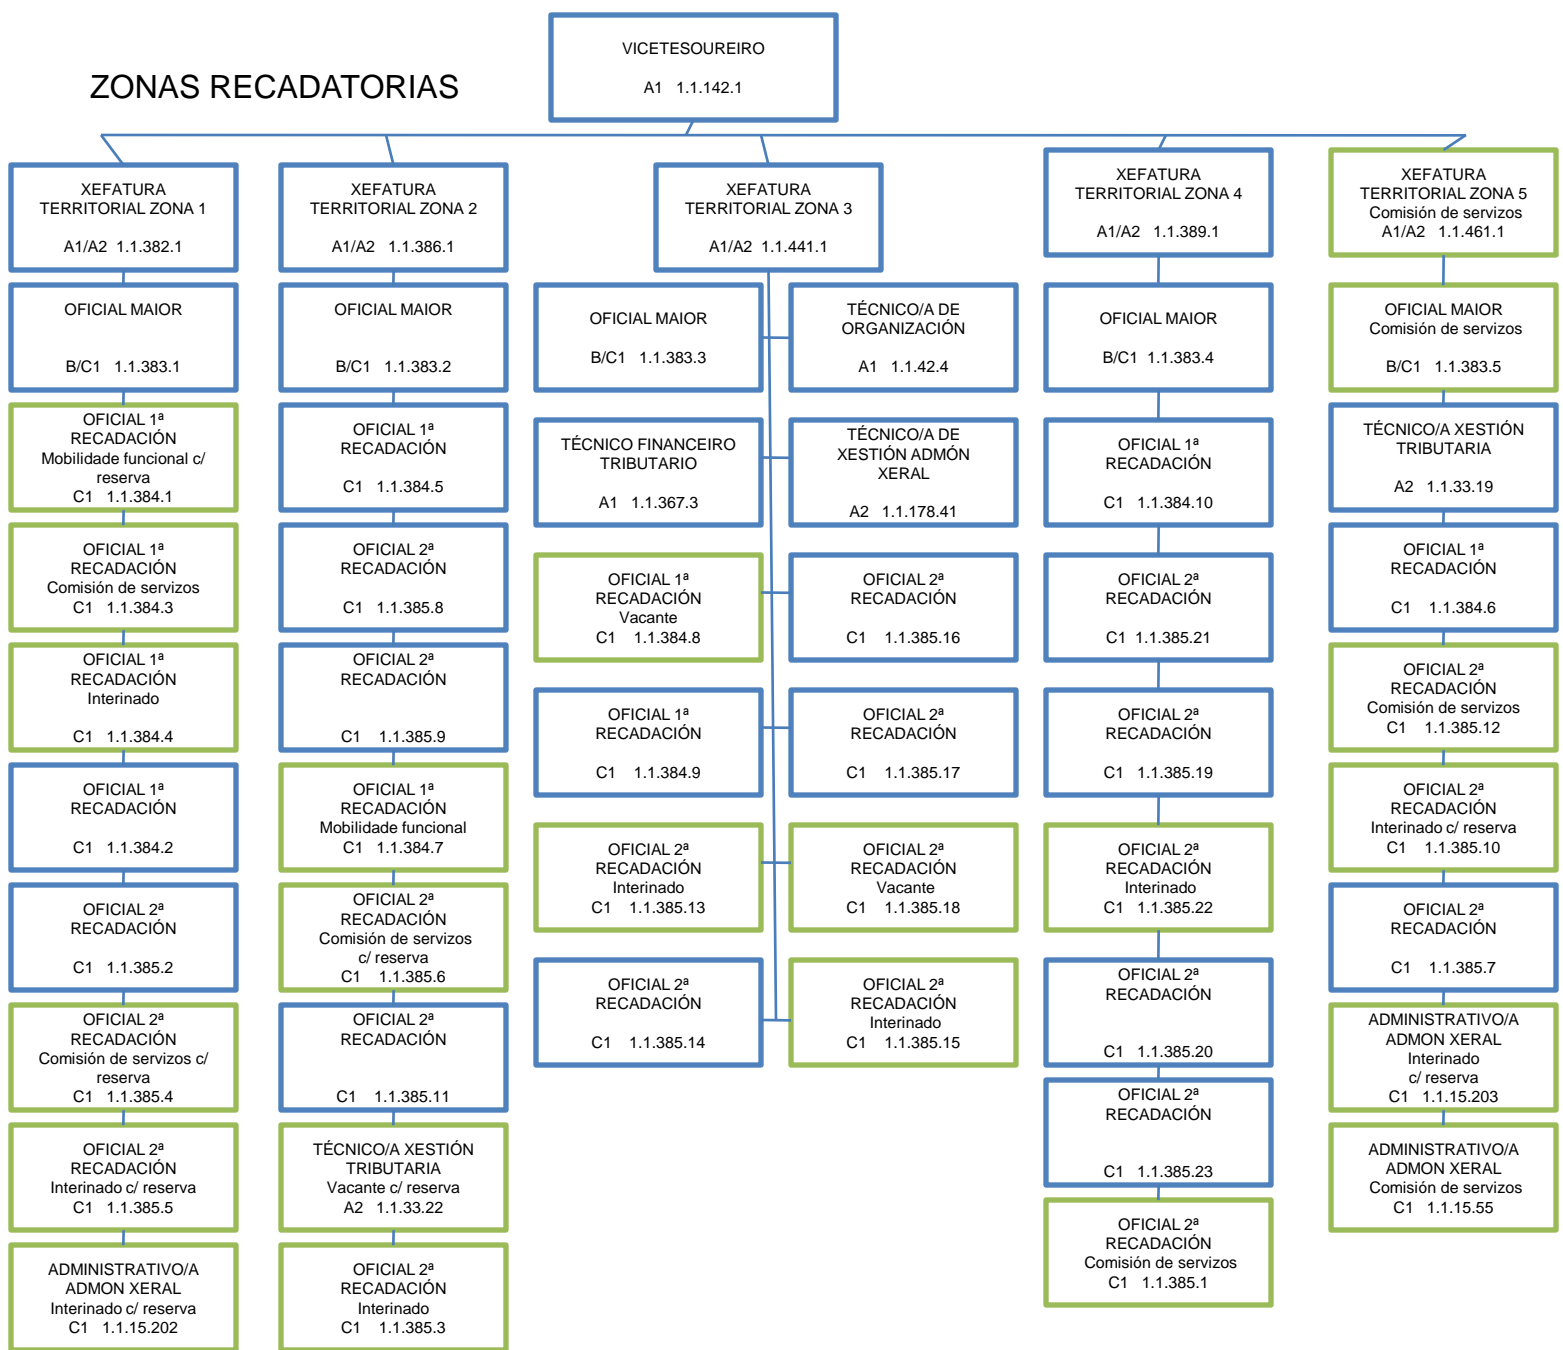 ZONAS RECADATORIAS
VICETESOUREIRO
A1 1.1.142.1
XEFATURA
TERRITORIAL ZONA 1
A1/A2 1.1.382.1
OFICIAL MAIOR
B/C1 1.1.383.1
OFICIAL 1ª
RECADACIÓN
Mobilidade funcional c/
reserva
C1 1.1.384.1
OFICIAL 1ª
RECADACIÓN
Comisión de servizos
C1 1.1.384.3
OFICIAL 1ª
RECADACIÓN
Interinado
C1 1.1.384.4
OFICIAL 1ª
RECADACIÓN
C1 1.1.384.2
OFICIAL 2ª
RECADACIÓN
C1 1.1.385.2
OFICIAL 2ª
RECADACIÓN
Comisión de servizos c/
reserva
C1 1.1.385.4
OFICIAL 2ª
RECADACIÓN
Interinado c/ reserva
C1 1.1.385.5
ADMINISTRATIVO/A
ADMON XERAL
Interinado c/ reserva
C1 1.1.15.202
XEFATURA
TERRITORIAL ZONA 2
A1/A2 1.1.386.1
OFICIAL MAIOR
B/C1 1.1.383.2
OFICIAL 1ª
RECADACIÓN
C1 1.1.384.5
OFICIAL 2ª
RECADACIÓN
C1 1.1.385.8
OFICIAL 2ª
RECADACIÓN
C1 1.1.385.9
OFICIAL 1ª
RECADACIÓN
Mobilidade funcional
C1 1.1.384.7
OFICIAL 2ª
RECADACIÓN
Comisión de servizos
c/ reserva
C1 1.1.385.6
OFICIAL 2ª
RECADACIÓN
C1 1.1.385.11
TÉCNICO/A XESTIÓN
TRIBUTARIA
Vacante c/ reserva
A2 1.1.33.22
OFICIAL 2ª
RECADACIÓN
Interinado
C1 1.1.385.3
XEFATURA
TERRITORIAL ZONA 3
A1/A2 1.1.441.1
OFICIAL MAIOR
B/C1 1.1.383.3
TÉCNICO/A DE
ORGANIZACIÓN
A1 1.1.42.4
TÉCNICO FINANCEIRO
TRIBUTARIO
A1 1.1.367.3
TÉCNICO/A DE
XESTIÓN ADMÓN
XERAL
A2 1.1.178.41
OFICIAL 1ª
RECADACIÓN
Vacante
C1 1.1.384.8
OFICIAL 2ª
RECADACIÓN
C1 1.1.385.16
OFICIAL 1ª
RECADACIÓN
C1 1.1.384.9
OFICIAL 2ª
RECADACIÓN
C1 1.1.385.17
OFICIAL 2ª
RECADACIÓN
Interinado
C1 1.1.385.13
OFICIAL 2ª
RECADACIÓN
Vacante
C1 1.1.385.18
OFICIAL 2ª
RECADACIÓN
C1 1.1.385.14
OFICIAL 2ª
RECADACIÓN
Interinado
C1 1.1.385.15
XEFATURA
TERRITORIAL ZONA 4
A1/A2 1.1.389.1
OFICIAL MAIOR
B/C1 1.1.383.4
OFICIAL 1ª
RECADACIÓN
C1 1.1.384.10
OFICIAL 2ª
RECADACIÓN
C1 1.1.385.21
OFICIAL 2ª
RECADACIÓN
C1 1.1.385.19
OFICIAL 2ª
RECADACIÓN
Interinado
C1 1.1.385.22
OFICIAL 2ª
RECADACIÓN
C1 1.1.385.20
OFICIAL 2ª
RECADACIÓN
C1 1.1.385.23
OFICIAL 2ª
RECADACIÓN
Comisión de servizos
C1 1.1.385.1
XEFATURA
TERRITORIAL ZONA 5
Comisión de servizos
A1/A2 1.1.461.1
OFICIAL MAIOR
Comisión de servizos
B/C1 1.1.383.5
TÉCNICO/A XESTIÓN
TRIBUTARIA
A2 1.1.33.19
OFICIAL 1ª
RECADACIÓN
C1 1.1.384.6
OFICIAL 2ª
RECADACIÓN
Comisión de servizos
C1 1.1.385.12
OFICIAL 2ª
RECADACIÓN
Interinado c/ reserva
C1 1.1.385.10
OFICIAL 2ª
RECADACIÓN
C1 1.1.385.7
ADMINISTRATIVO/A
ADMON XERAL
Interinado
c/ reserva
C1 1.1.15.203
ADMINISTRATIVO/A
ADMON XERAL
Comisión de servizos
C1 1.1.15.55